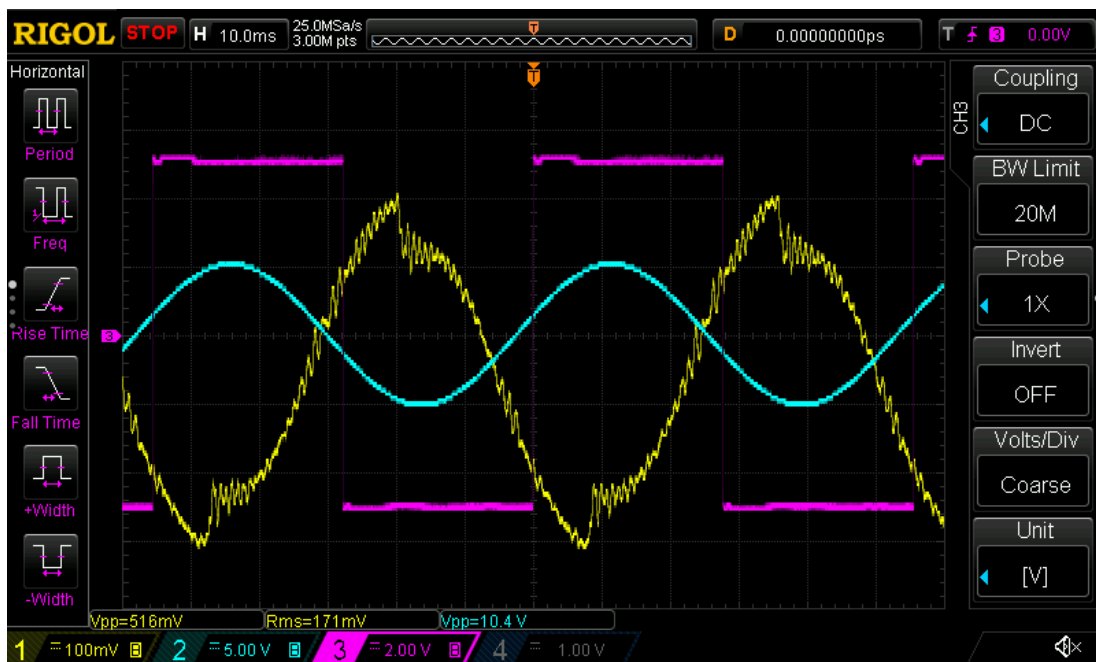 RIGOL STOP H 10.0ms 25.0MSa/s 3.00M pts T D 0.00000000ps T 3 0.00V
Horizontal
T
Period
Freq
Rise Time
Fall Time
+Width
-Width
3
CH3
Coupling
DC
BW Limit
20M
Probe
1X
Invert
OFF
Volts/Div
Coarse
Unit
[V]
Vpp=516mV Rms=171mV Vpp=10.4 V
1 100mV B 2 5.00 V B 3 2.00 V B 4 1.00 V